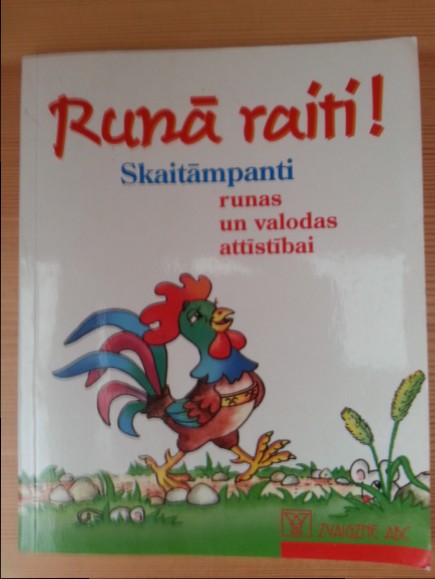 Runā raiti!
Skaitāmpanti
runas
un valodas
attīstībai
ZVAIGZNE ABC